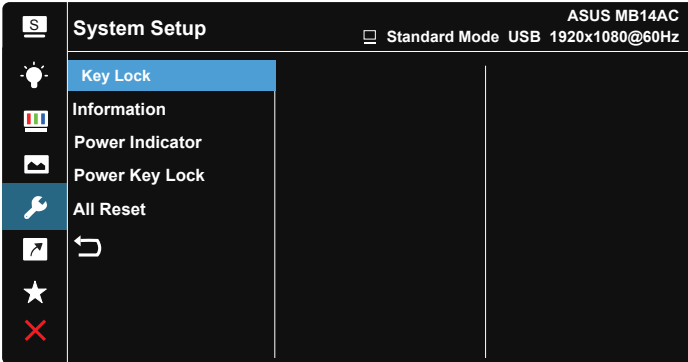 S
System Setup
ASUS MB14AC
Standard Mode USB 1920x1080@60Hz
Key Lock
Information
Power Indicator
Power Key Lock
All Reset